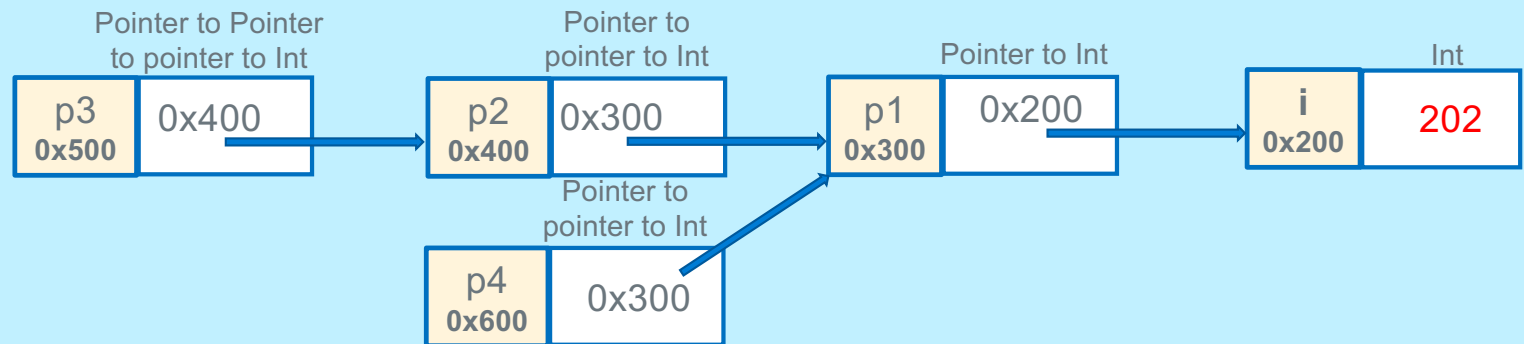 Pointer to Pointer
to pointer to Int
p3
0x500
0x400
Pointer to
pointer to Int
p2
0x400
0x300
Pointer to Int
p1
0x300
0x200
Int
i
0x200
202
Pointer to
pointer to Int
p4
0x600
0x300